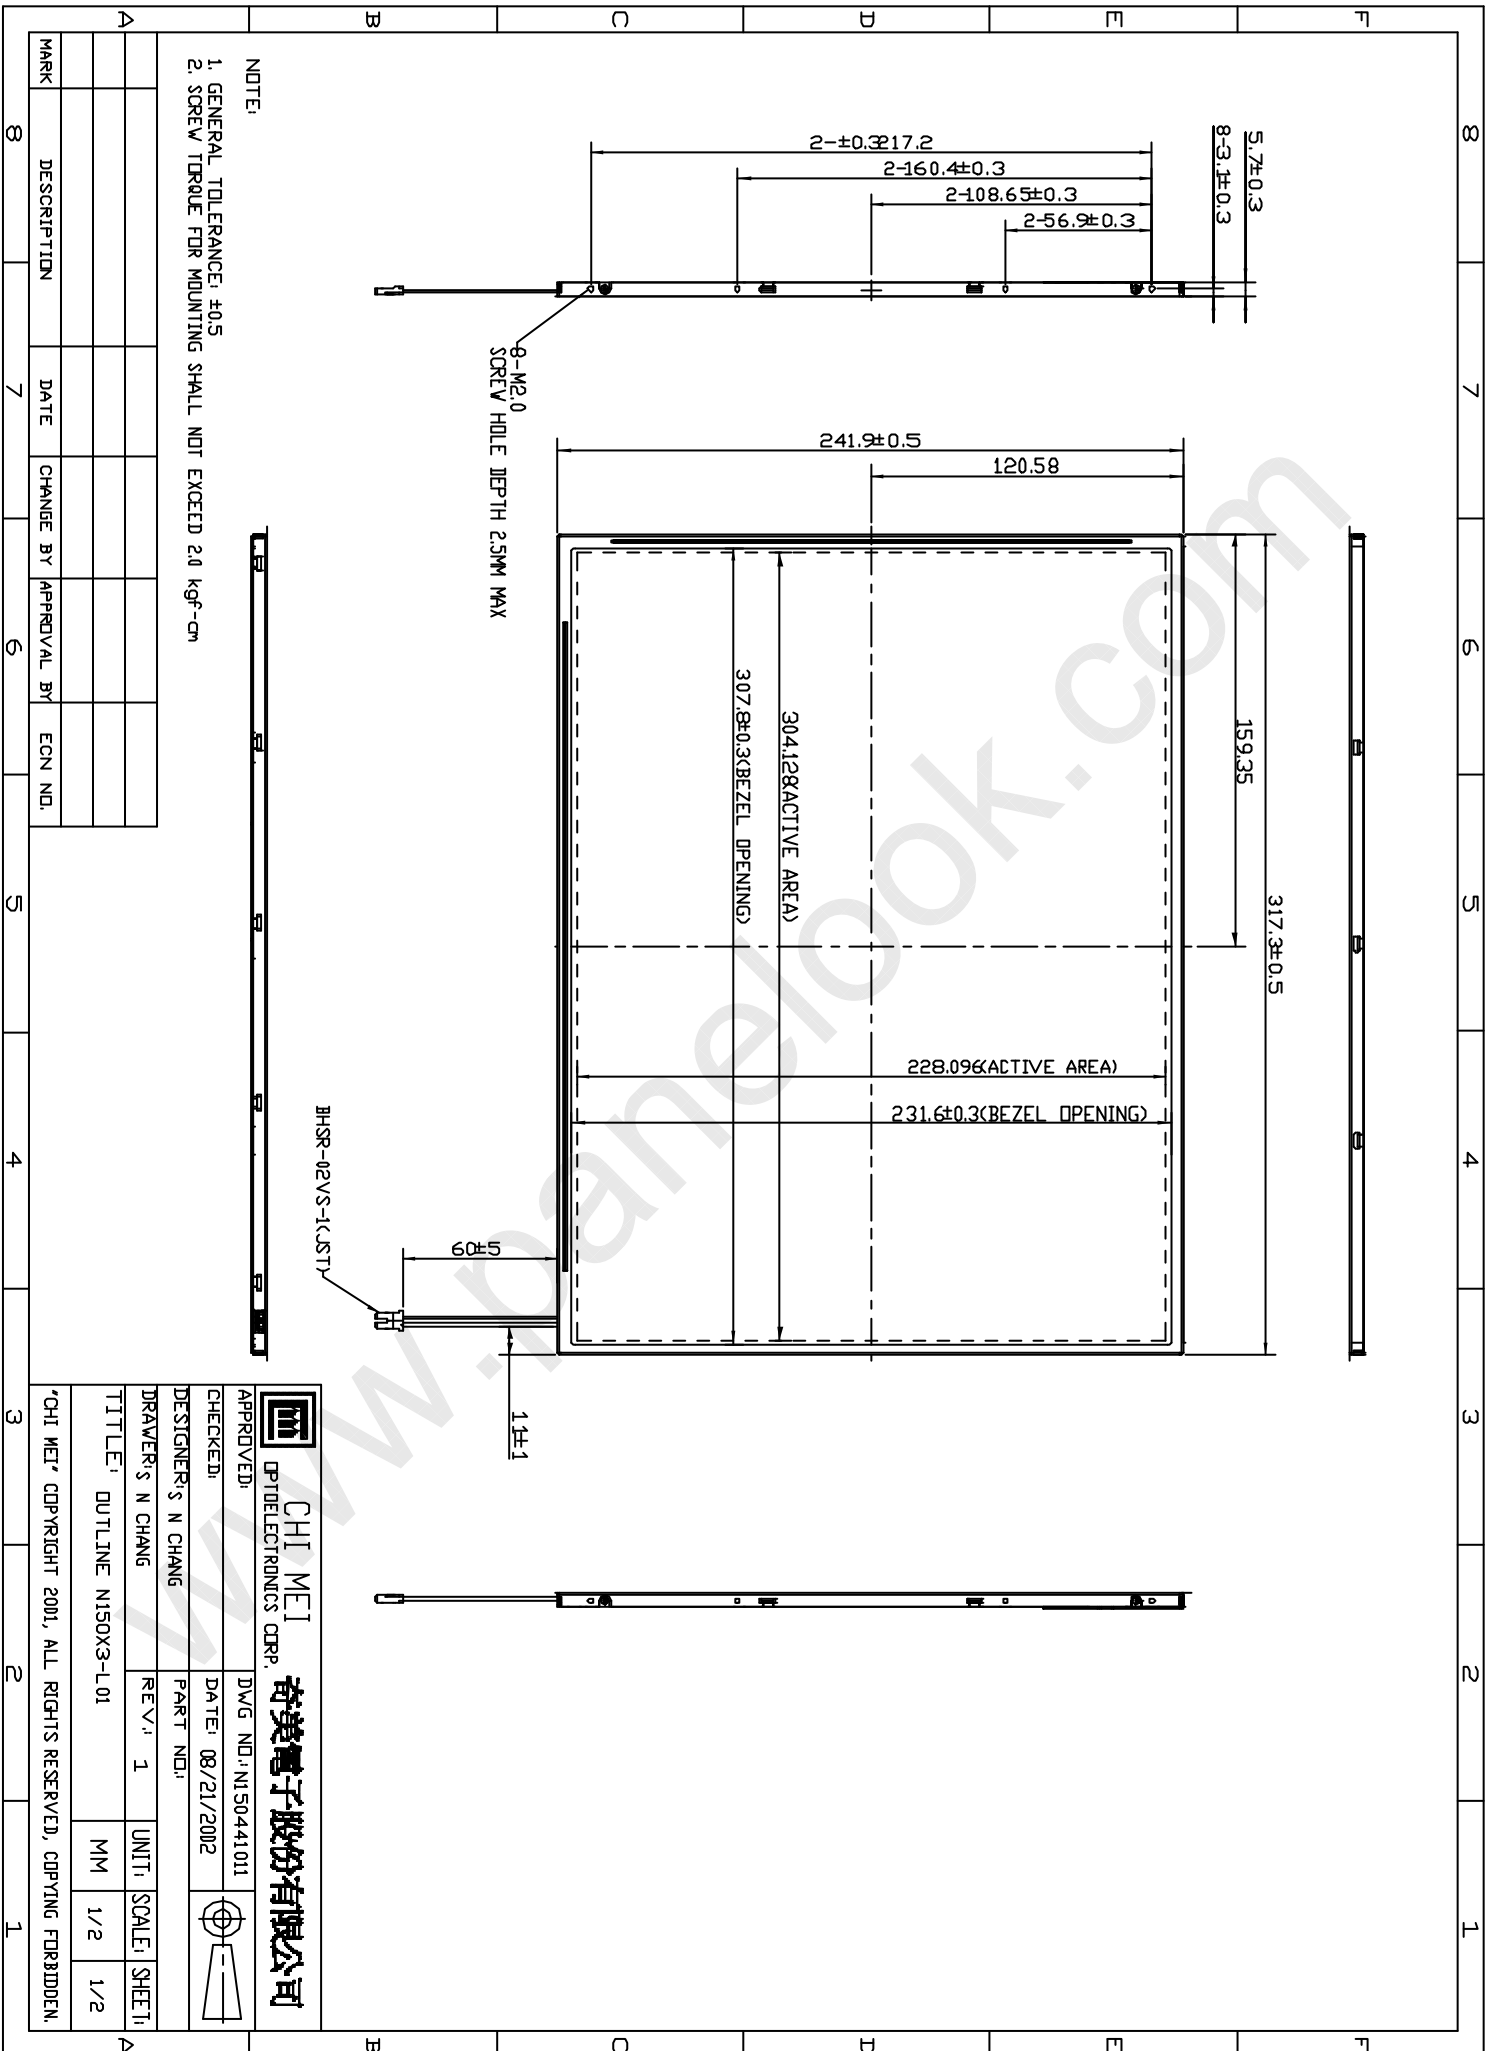 8 7 6 5 4 3 2 1
F
E
D
C
B
A
F
E
D
C
B
A
5.7±0.3
8-3.1±0.3
2-±0.3217.2
2-160.4±0.3
2-108.65±0.3
2-56.9±0.3
8-M2.0
SCREW HOLE DEPTH 2.5MM MAX
317.3±0.5
159.35
241.9±0.5
120.58
304.128(ACTIVE AREA)
307.8±0.3(BEZEL OPENING)
228.096(ACTIVE AREA)
231.6±0.3(BEZEL OPENING)
60±5
11±1
BHSR-02VS-1(JST)
NOTE:
1. GENERAL TOLERANCE: ±0.5
2. SCREW TORQUE FOR MOUNTING SHALL NOT EXCEED 2.0 kgf-cm
MARK DESCRIPTION DATE CHANGE BY APPROVAL BY ECN NO.
CHI MEI
OPTOELECTRONICS CORP.
奇美電子股份有限公司
APPROVED:
DWG NO.: N150441011
CHECKED:
DATE: 08/21/2002
DESIGNER: S N CHANG
PART NO.:
DRAWER: S N CHANG
REV.: 1
UNIT: SCALE: SHEET:
TITLE: OUTLINE N150X3-L01
MM 1/2 1/2
"CHI MEI" COPYRIGHT 2001, ALL RIGHTS RESERVED, COPYING FORBIDDEN.
8 7 6 5 4 3 2 1
www.panelook.com